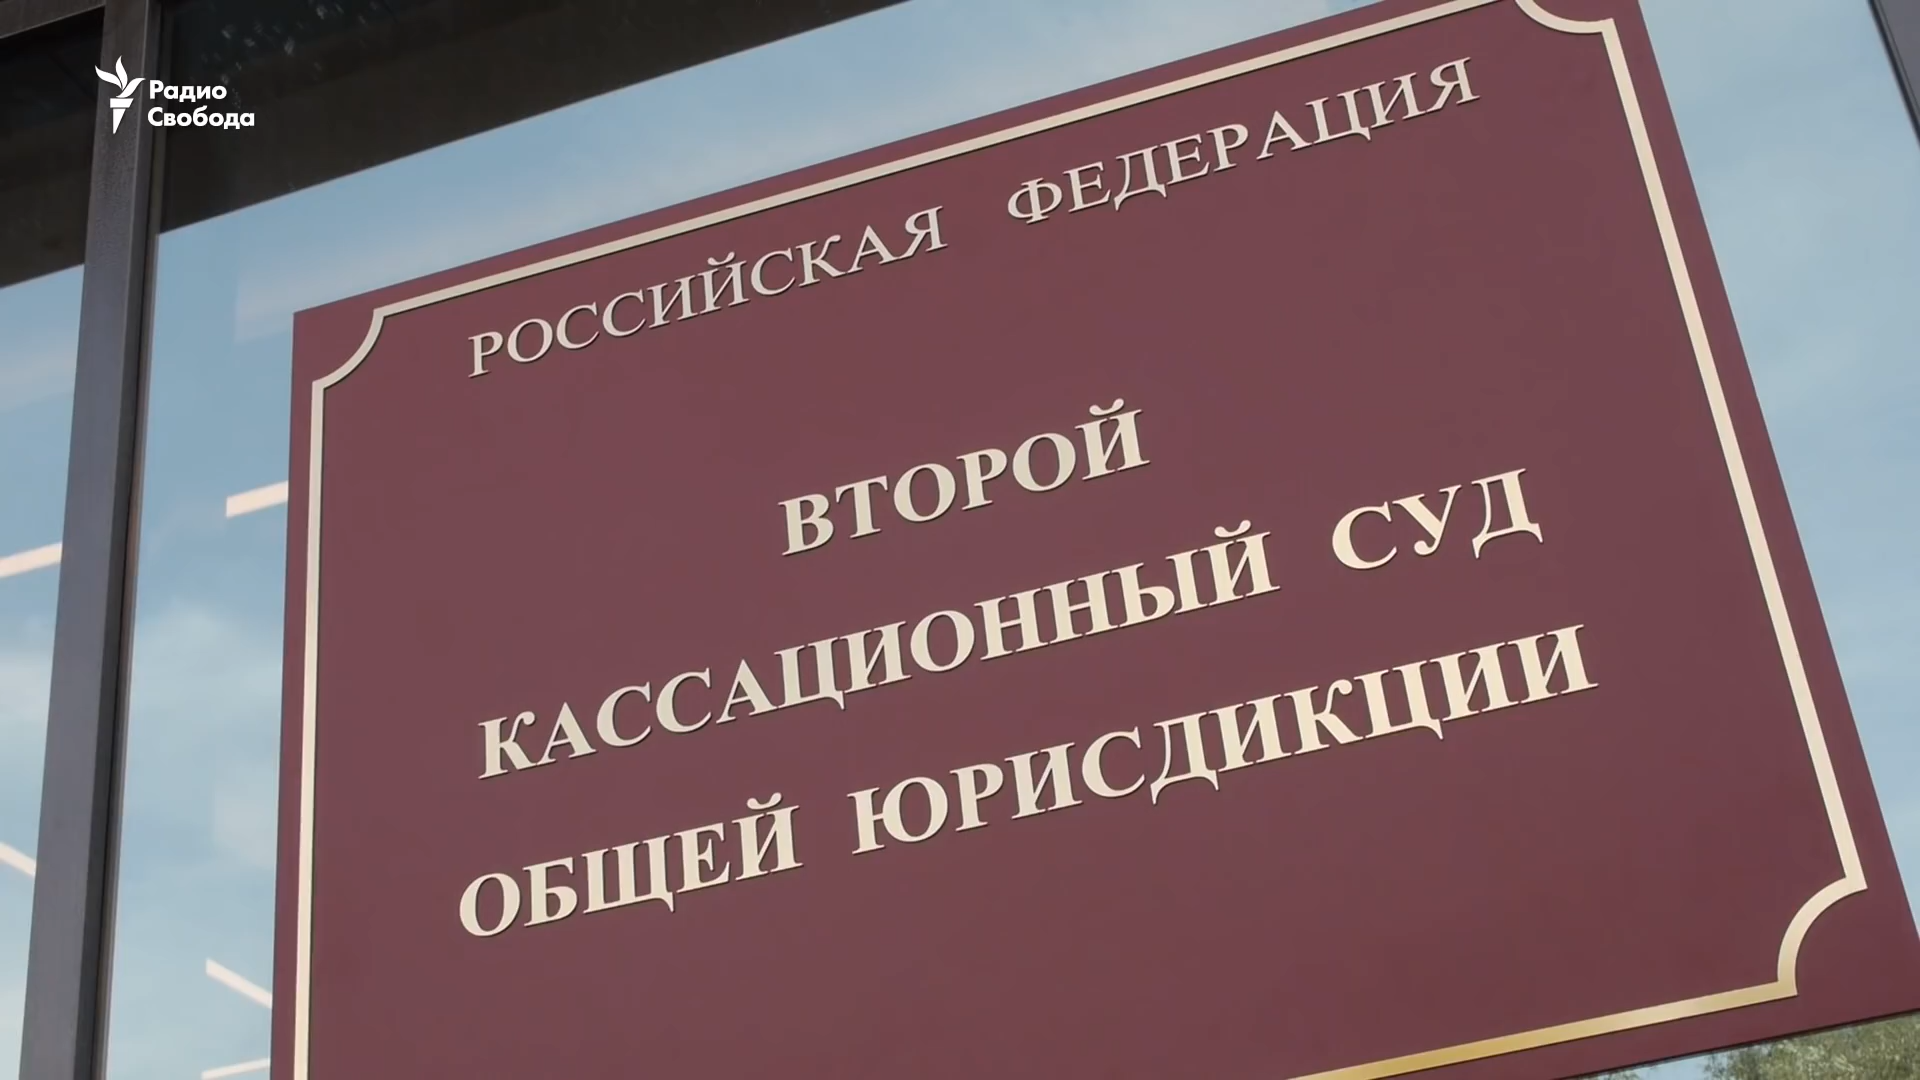 Радио
Свобода
РОССИЙСКАЯ ФЕДЕРАЦИЯ
ВТОРОЙ
КАССАЦИОННЫЙ СУД
ОБЩЕЙ ЮРИСДИКЦИИ